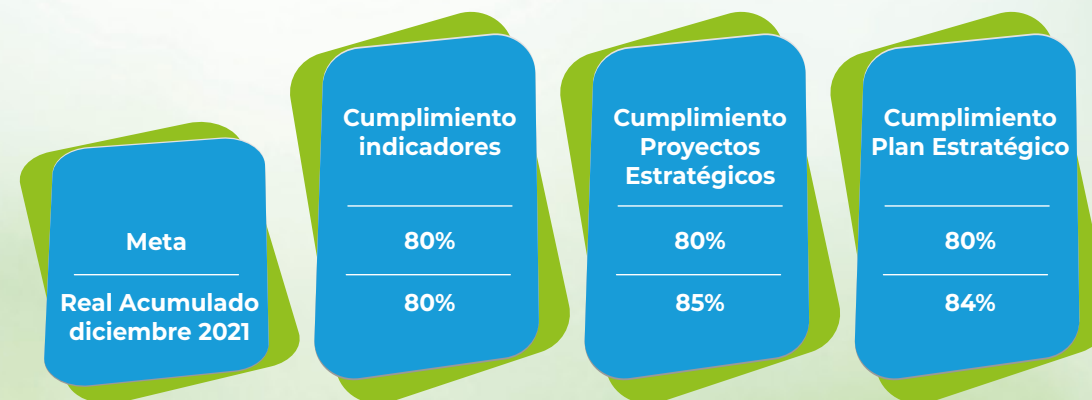 Meta
Real Acumulado
diciembre 2021
Cumplimiento
indicadores
80%
80%
Cumplimiento
Proyectos
Estratégicos
80%
85%
Cumplimiento
Plan Estratégico
80%
84%